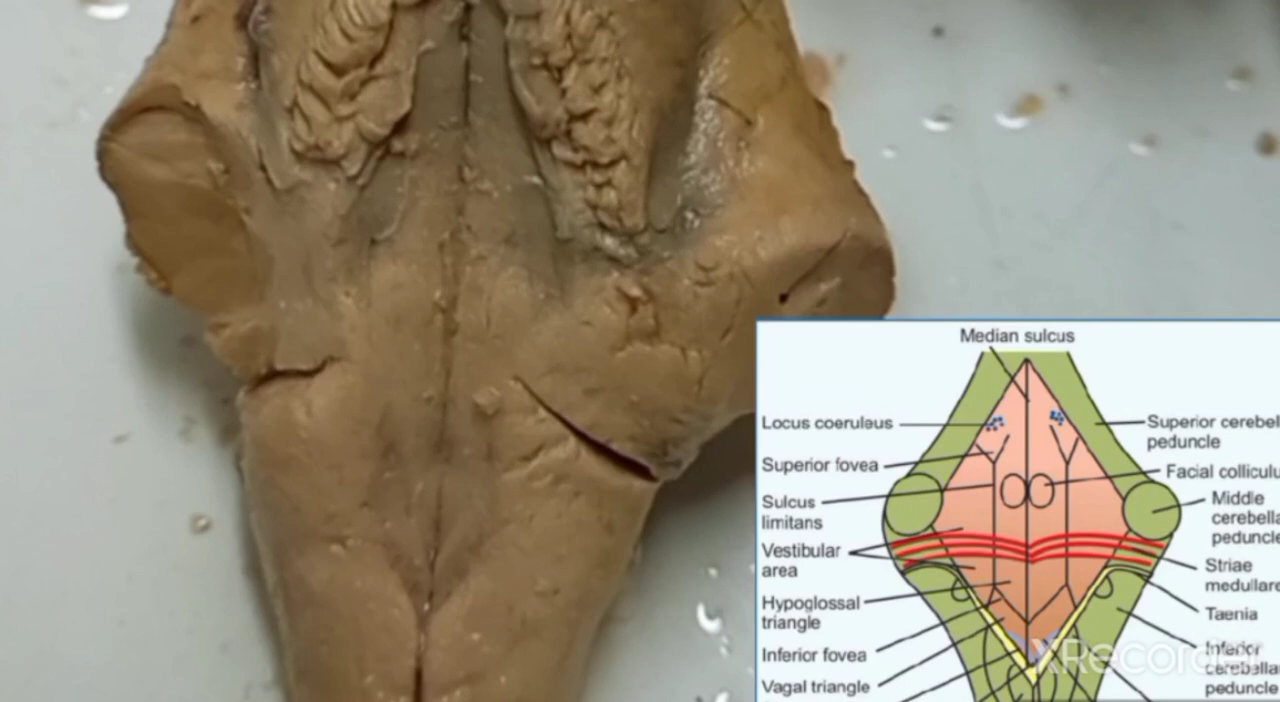 Median sulcus
Locus coeruleus
Superior fovea
Sulcus
limitans
Vestibular
area
Hypoglossal
triangle
Inferior fovea
Vagal triangle
Superior cerebel
peduncle
Facial colliculu
Middle
cerebella
peduncle
Striae
medullare
Taenia
Inferior
cerebella
peduncle
XRecorder